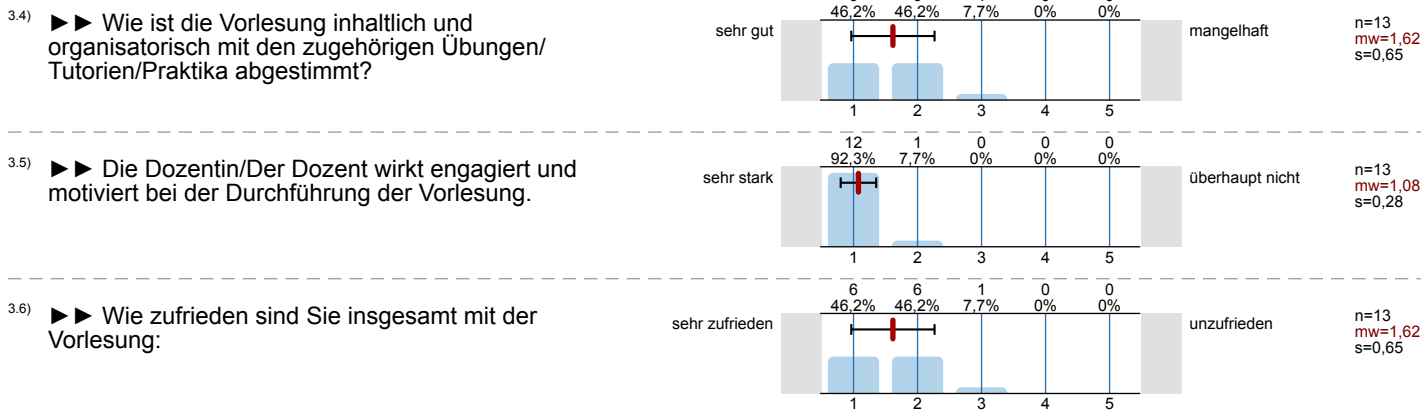 3.4) ►► Wie ist die Vorlesung inhaltlich und
organisatorisch mit den zugehörigen Übungen/
Tutorien/Praktika abgestimmt?
sehr gut
46,2% 46,2% 7,7% 0% 0%
1 2 3 4 5
mangelhaft
n=13
mw=1,62
s=0,65
3.5) ►► Die Dozentin/Der Dozent wirkt engagiert und
motiviert bei der Durchführung der Vorlesung.
sehr stark
12 1 0 0 0
92,3% 7,7% 0% 0% 0%
1 2 3 4 5
überhaupt nicht
n=13
mw=1,08
s=0,28
3.6) ►► Wie zufrieden sind Sie insgesamt mit der
Vorlesung:
sehr zufrieden
6 6 1 0 0
46,2% 46,2% 7,7% 0% 0%
1 2 3 4 5
unzufrieden
n=13
mw=1,62
s=0,65